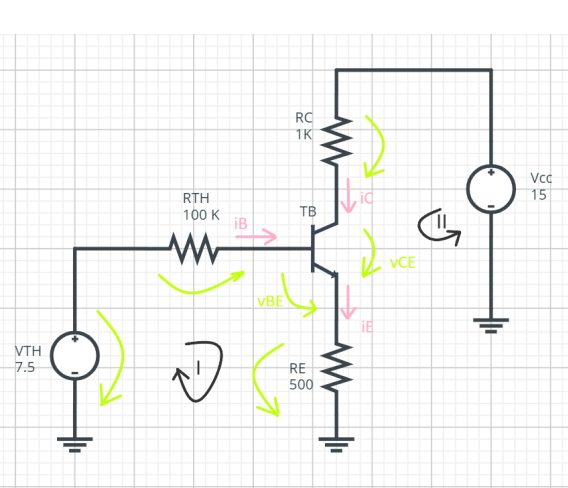 RC
1K
iC
Vcc
15
RTH
100 K
iB
TB
II
vCE
vBE
iE
VTH
7.5
I
RE
500
+
-
+
-